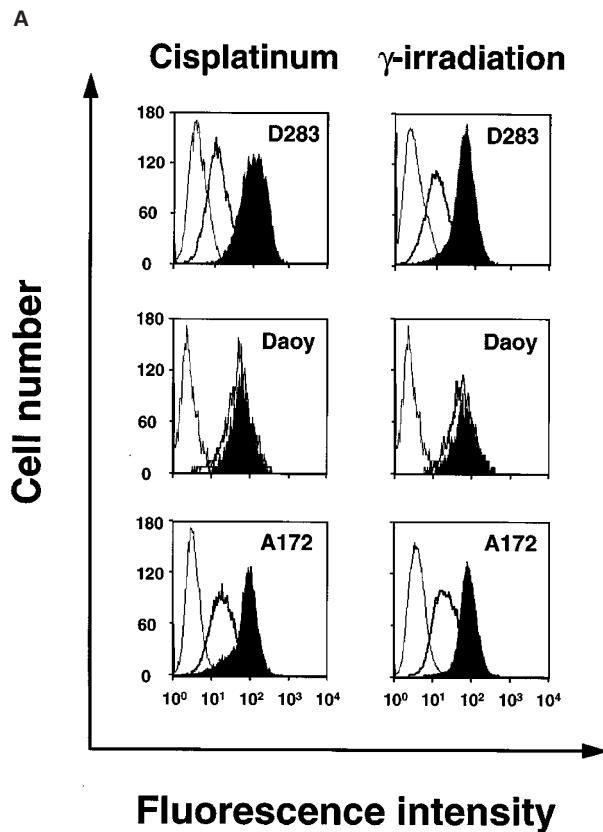 A
Cisplatinum γ-irradiation
180
120
60
0
D283
D283
180
120
60
0
Daoy
Daoy
180
120
60
0
A172
A172
10⁰ 10¹ 10² 10³ 10⁴
10⁰ 10¹ 10² 10³ 10⁴
Cell number
Fluorescence intensity